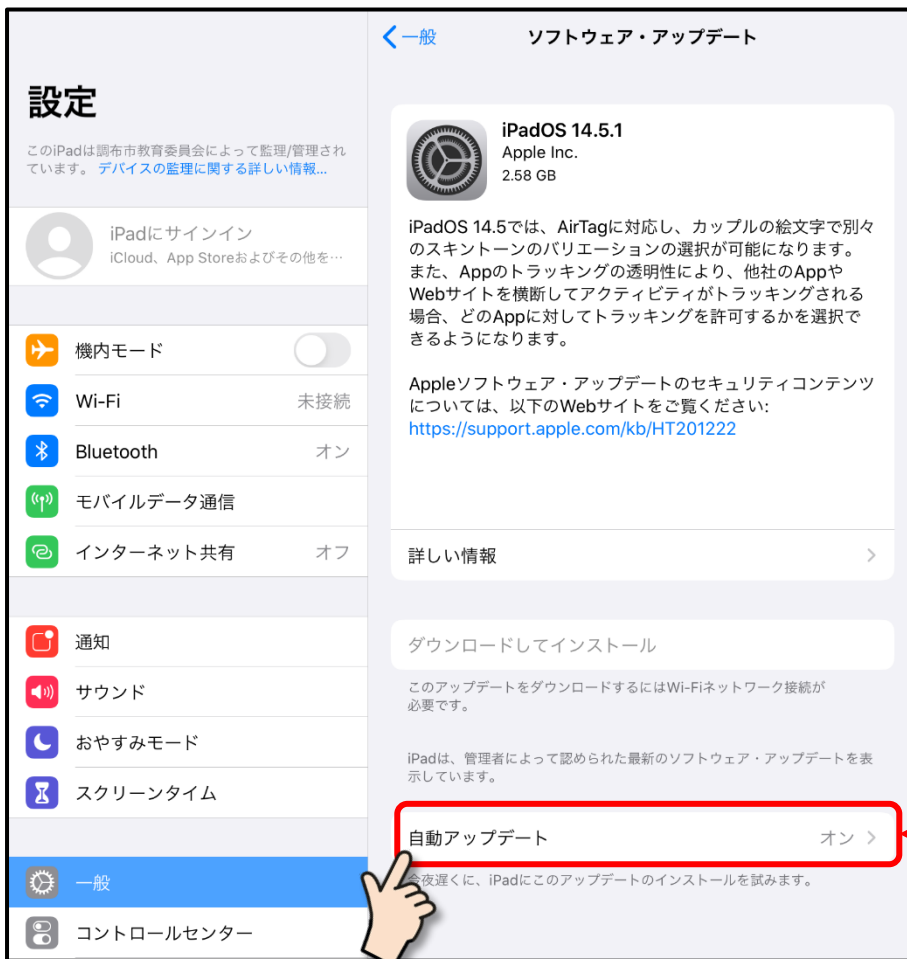 設定
このiPadは調布市教育委員会によって監理/管理され
ています。デバイスの監理に関する詳しい情報...
iPadにサインイン
iCloud、App Storeおよびその他を…
機内モード
Wi-Fi 未接続
Bluetooth オン
モバイルデータ通信
インターネット共有 オフ
通知
サウンド
おやすみモード
スクリーンタイム
一般
コントロールセンター
一般 ソフトウェア・アップデート
iPadOS 14.5.1
Apple Inc.
2.58 GB
iPadOS 14.5では、AirTagに対応し、カップルの絵文字で別々
のスキントーンのバリエーションの選択が可能になります。
また、Appのトラッキングの透明性により、他社のAppや
Webサイトを横断してアクティビティがトラッキングされる
場合、どのAppに対してトラッキングを許可するかを選択で
きるようになります。
Appleソフトウェア・アップデートのセキュリティコンテンツ
については、以下のWebサイトをご覧ください:
https://support.apple.com/kb/HT201222
詳しい情報
ダウンロードしてインストール
このアップデートをダウンロードするにはWi-Fiネットワーク接続が
必要です。
iPadは、管理者によって認められた最新のソフトウェア・アップデートを表
示しています。
自動アップデート オン
今夜遅くに、iPadにこのアップデートのインストールを試みます。